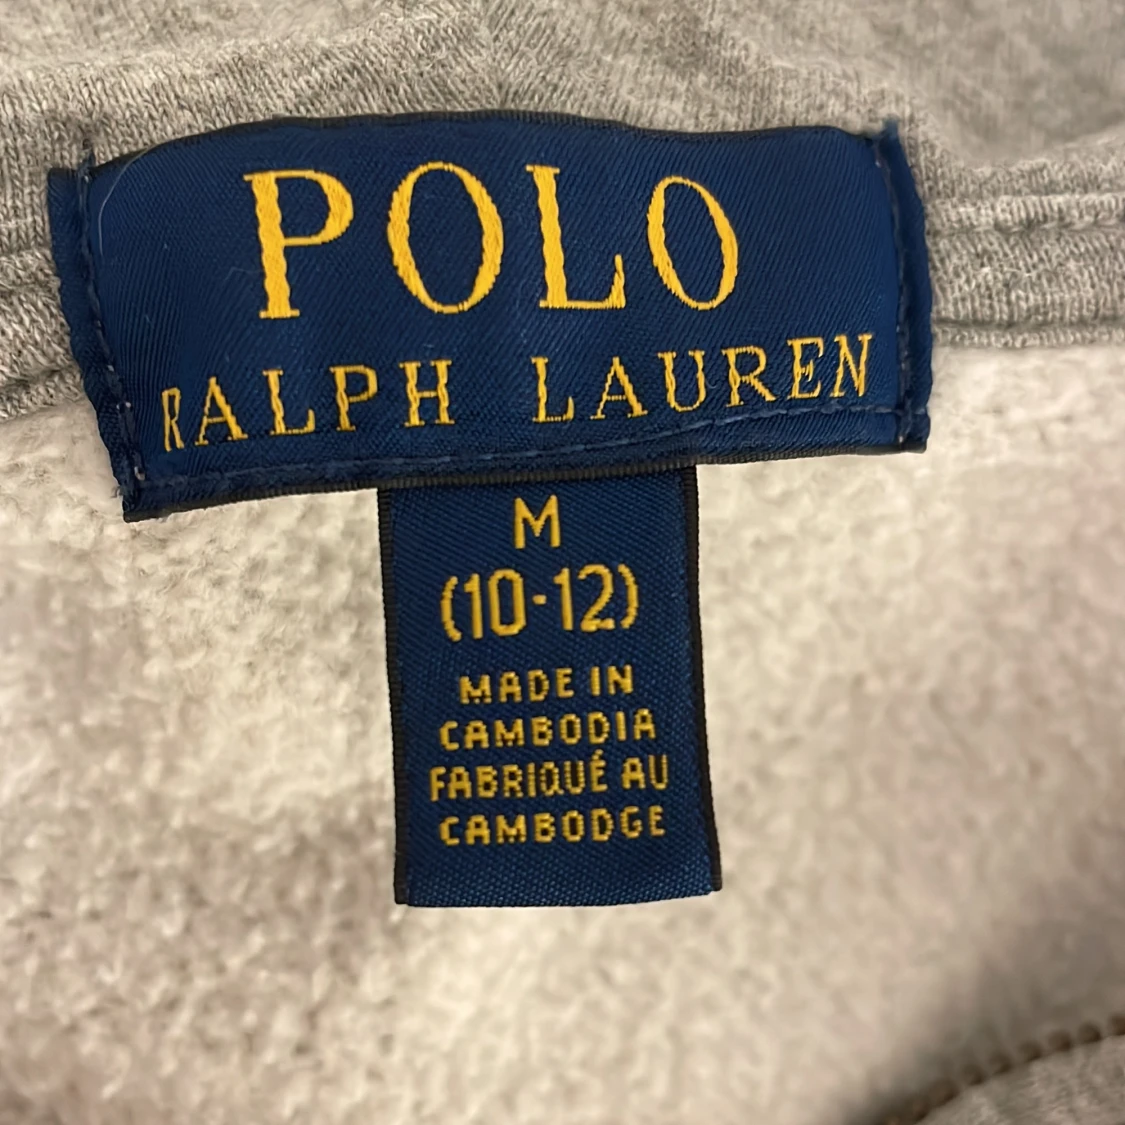 POLO
RALPH LAUREN
M
(10-12)
MADE IN
CAMBODIA
FABRIQUÉ AU
CAMBODGE